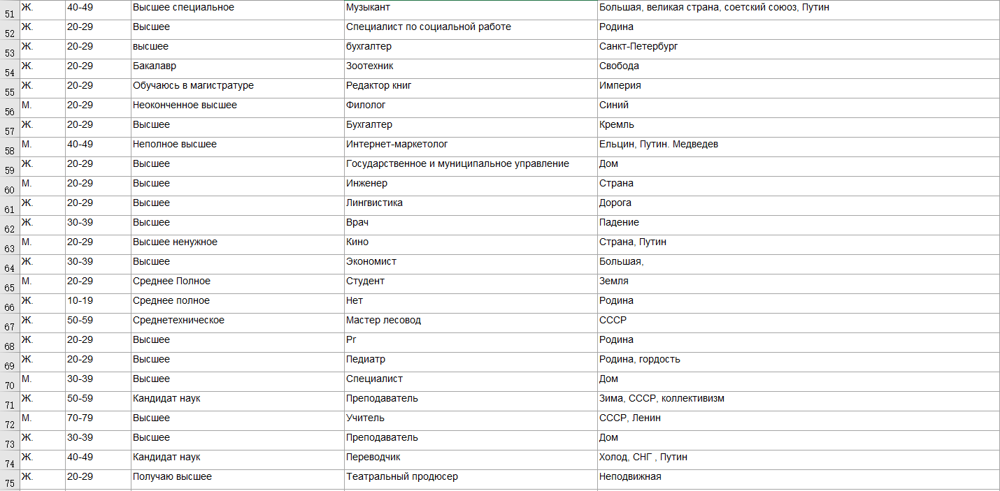 51 Ж. 40-49 Высшее специальное Музыкант Большая, великая страна, соетский союоз, Путин
52 Ж. 20-29 Высшее Специалист по социальной работе Родина
53 Ж. 20-29 высшее бухгалтер Санкт-Петербург
54 Ж. 20-29 Бакалавр Зоотехник Свобода
55 Ж. 20-29 Обучаюсь в магистратуре Редактор книг Империя
56 М. 20-29 Неоконченное высшее Филолог Синий
57 Ж. 20-29 Высшее Бухгалтер Кремль
58 М. 40-49 Неполное высшее Интернет-маркетолог Ельцин, Путин. Медведев
59 Ж. 20-29 Высшее Государственное и муниципальное управление Дом
60 М. 20-29 Высшее Инженер Страна
61 Ж. 20-29 Высшее Лингвистика Дорога
62 Ж. 30-39 Высшее Врач Падение
63 М. 20-29 Высшее ненужное Кино Страна, Путин
64 Ж. 30-39 Высшее Экономист Большая,
65 М. 20-29 Среднее Полное Студент Земля
66 Ж. 10-19 Среднее полное Нет Родина
67 Ж. 50-59 Среднетехническое Мастер лесовод СССР
68 Ж. 20-29 Высшее Pr Родина
69 Ж. 20-29 Высшее Педиатр Родина, гордость
70 М. 30-39 Высшее Специалист Дом
71 Ж. 50-59 Кандидат наук Преподаватель Зима, СССР, коллективизм
72 М. 70-79 Высшее Учитель СССР, Ленин
73 Ж. 30-39 Высшее Преподаватель Дом
74 Ж. 40-49 Кандидат наук Переводчик Холод, СНГ , Путин
75 Ж. 20-29 Получаю высшее Театральный продюсер Неподвижная